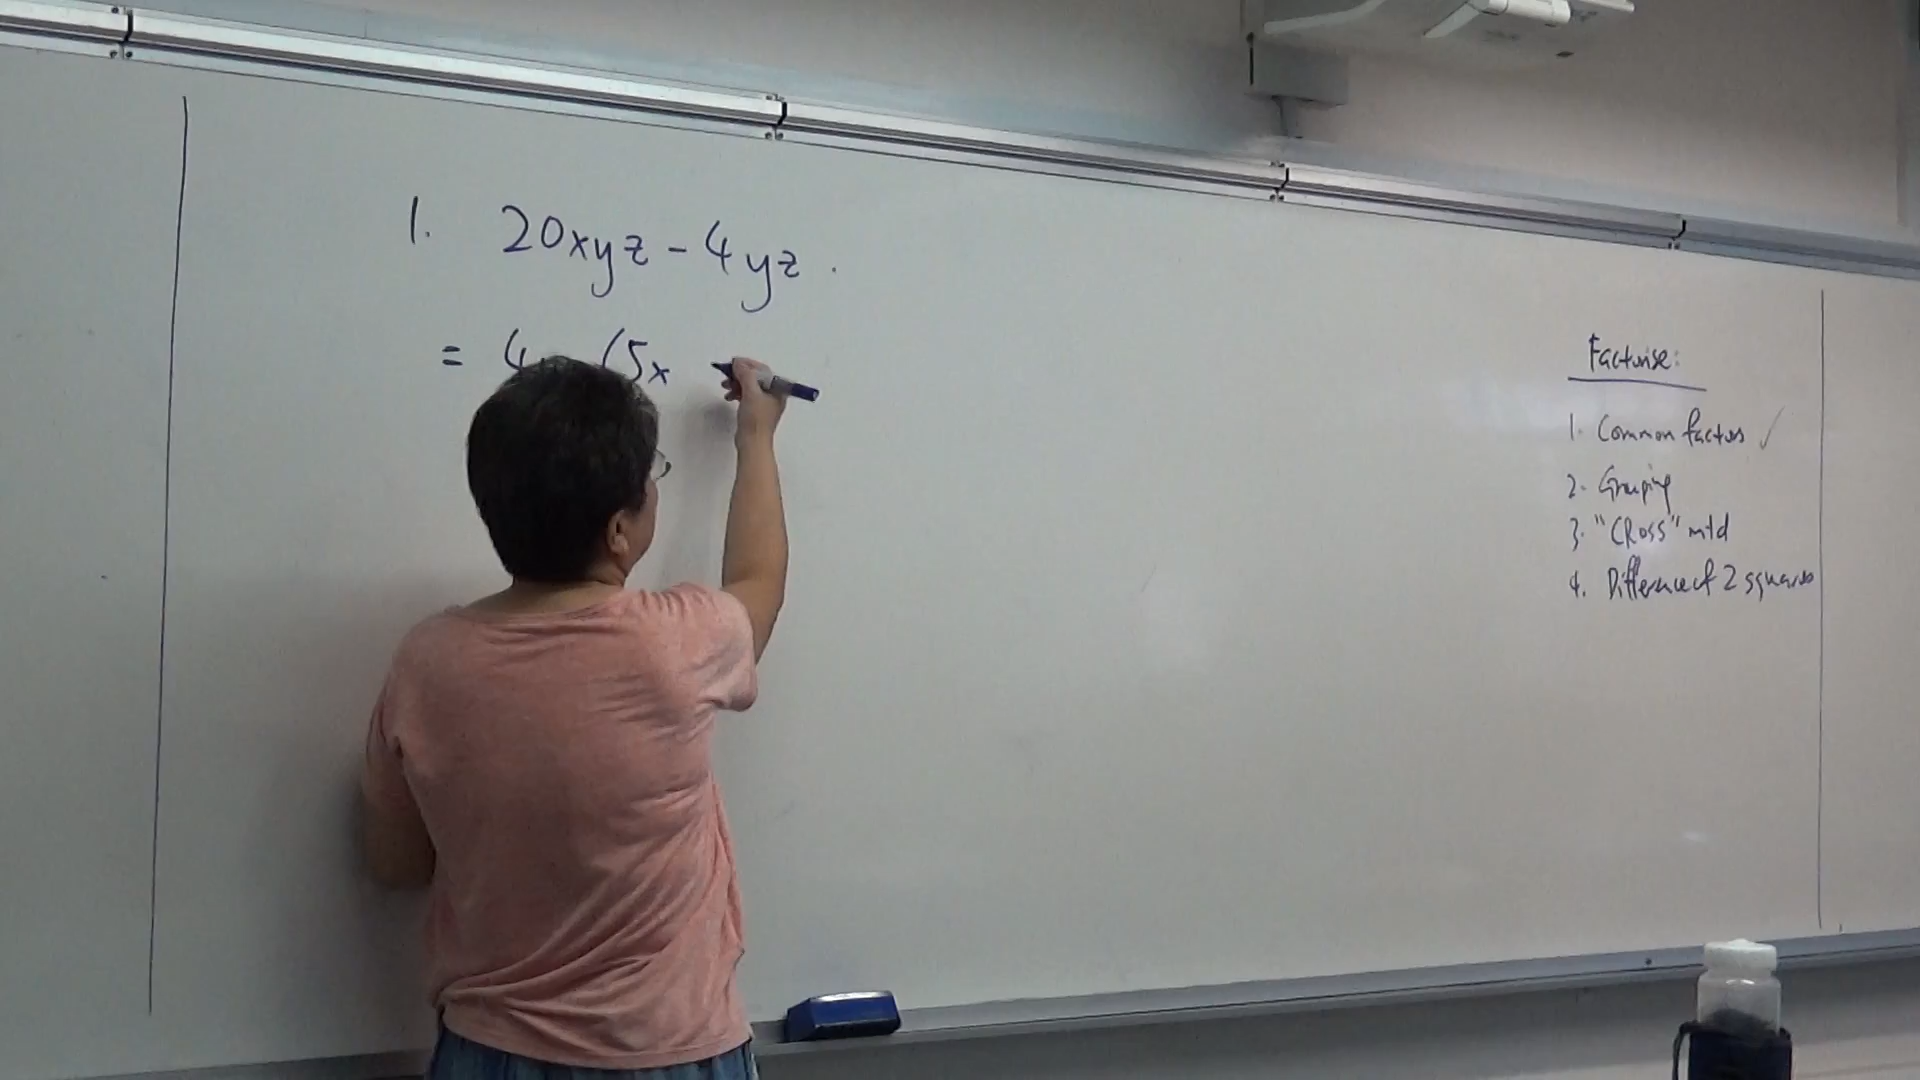 1. 20xyz - 4yz.
= 4 (5x
Factorise:
1. Common factors ✓
2. Grouping
3. "CROSS" mtd
4. Difference of 2 squares